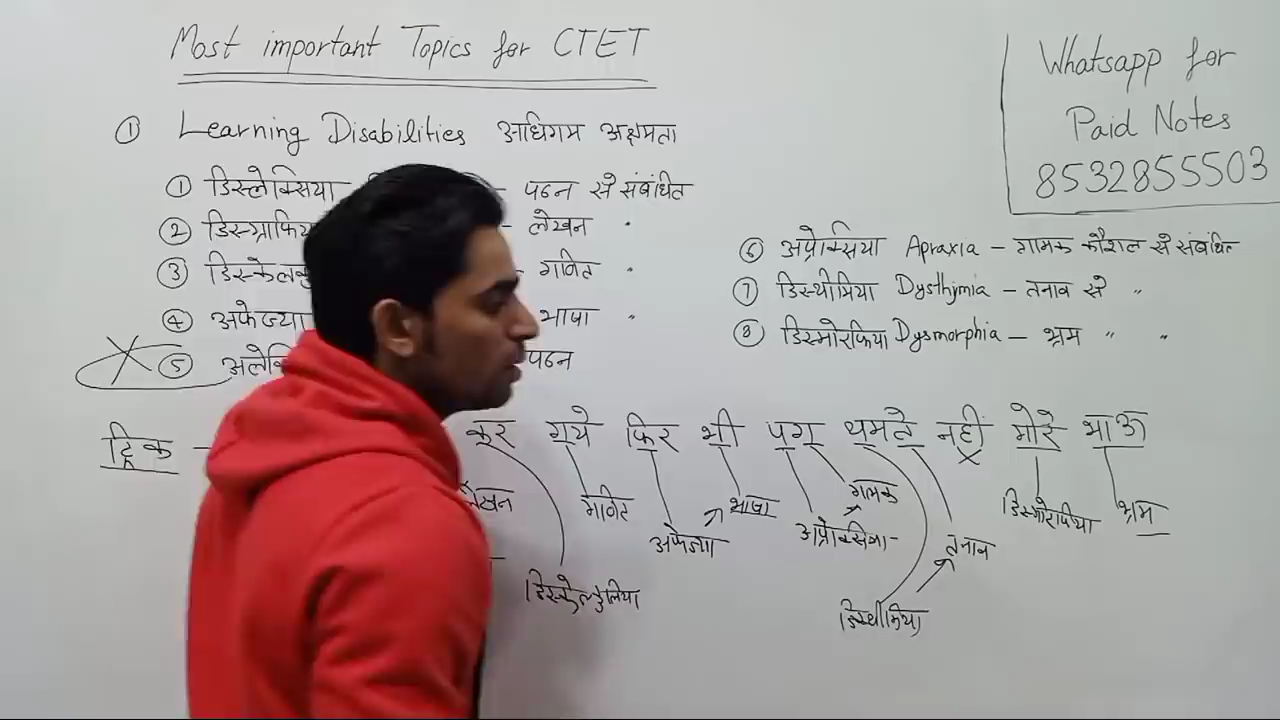 Most important Topics for CTET
Whatsapp for
Paid Notes
8532855503
① Learning Disabilities अधिगम अक्षमता
① डिस्लेक्सिया - पठन से संबंधित
② डिस्ग्राफिया - लेखन "
③ डिस्केलकु - गणित "
④ अफेज्या भाषा "
⑤ अलेक्सि पठन
⑥ अप्रेक्सिया Apraxia - गामक कौशल से संबंधित
⑦ डिस्थीमिया Dysthymia - तनाव से "
⑧ डिस्मोरफिया Dysmorphia - भ्रम " "
ट्रिक - कूर गये फिर भी पग थमते नहीं मोरे भाऊ
लेखन गणित भाषा गामक डिस्मोरफिया भ्रम
अफेज्या अप्रेक्सिया - तनाव
डिस्केल्कुलिया डिस्थीमिया